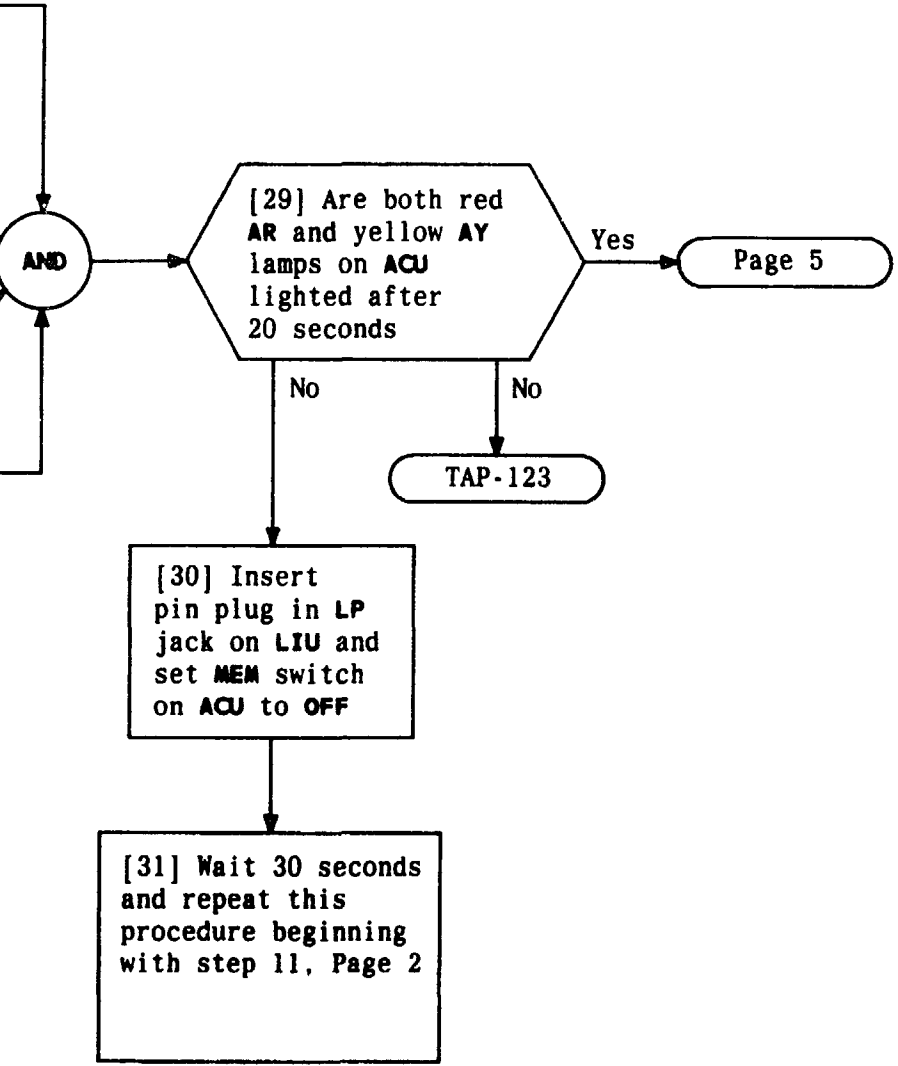 AND
[29] Are both red
AR and yellow AY
lamps on ACU
lighted after
20 seconds
Yes
Page 5
No
No
TAP-123
[30] Insert
pin plug in LP
jack on LIU and
set MEM switch
on ACU to OFF
[31] Wait 30 seconds
and repeat this
procedure beginning
with step 11, Page 2